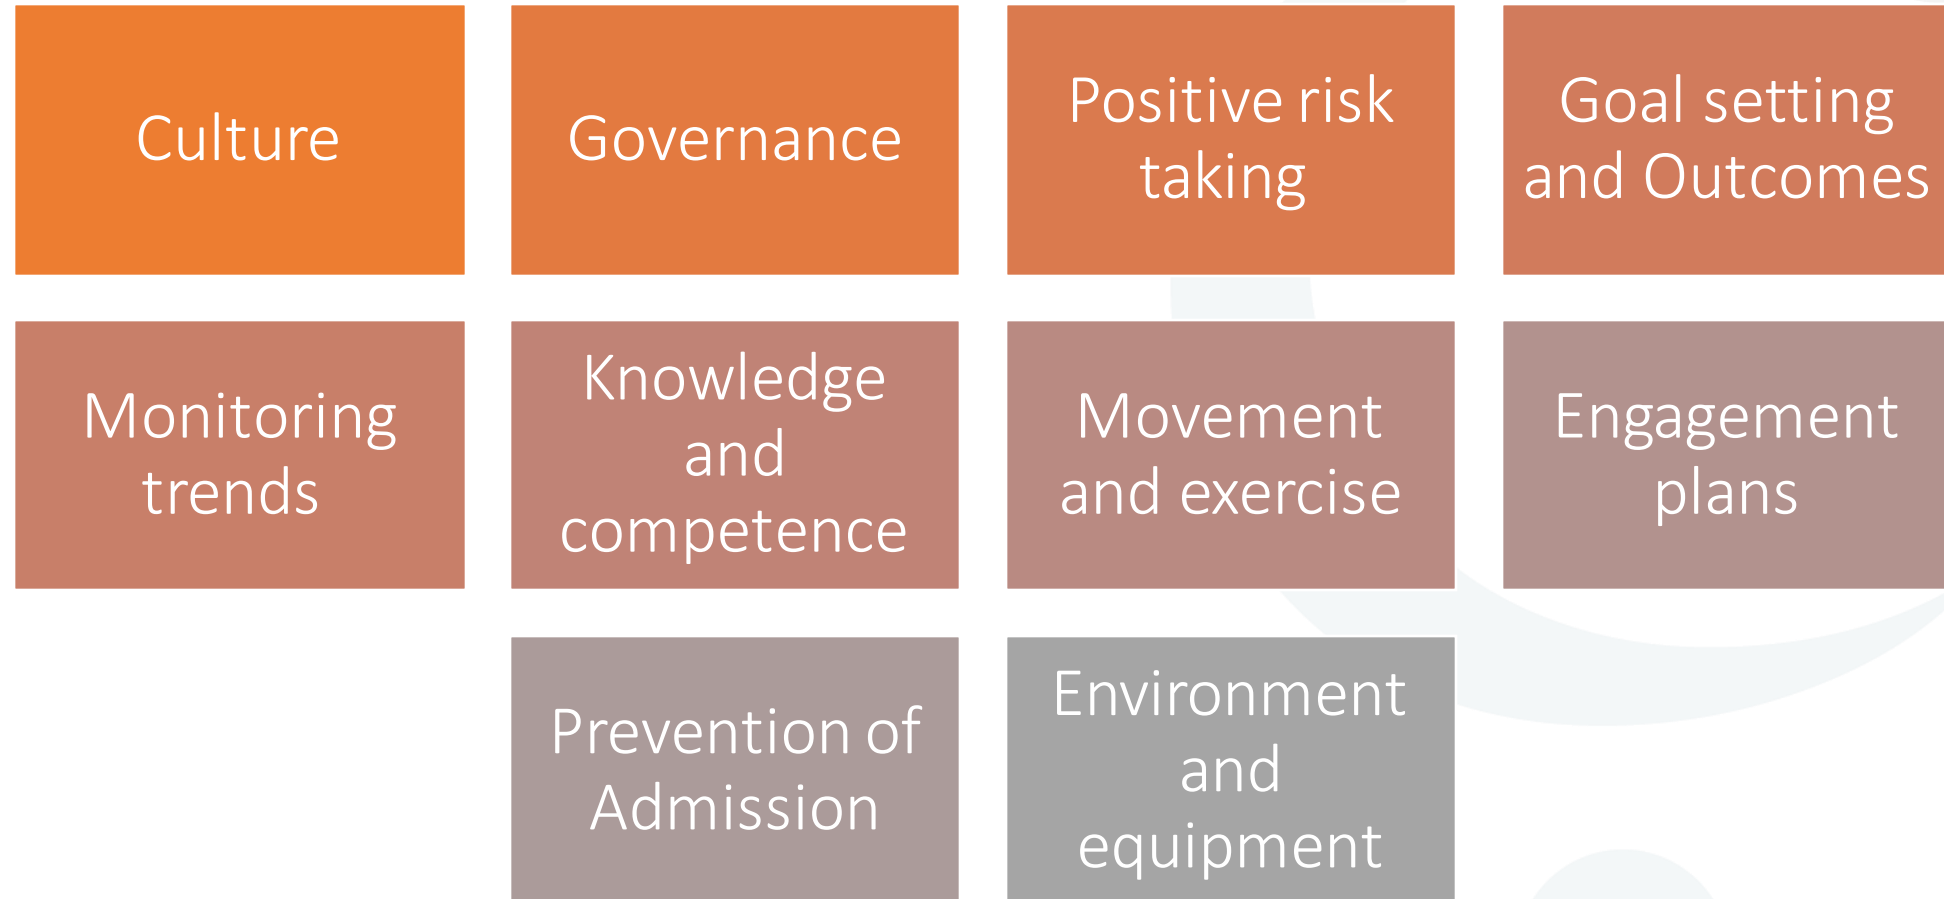 Culture
Governance
Positive risk
taking
Goal setting
and Outcomes
Monitoring
trends
Knowledge
and
competence
Movement
and exercise
Engagement
plans
Prevention of
Admission
Environment
and
equipment